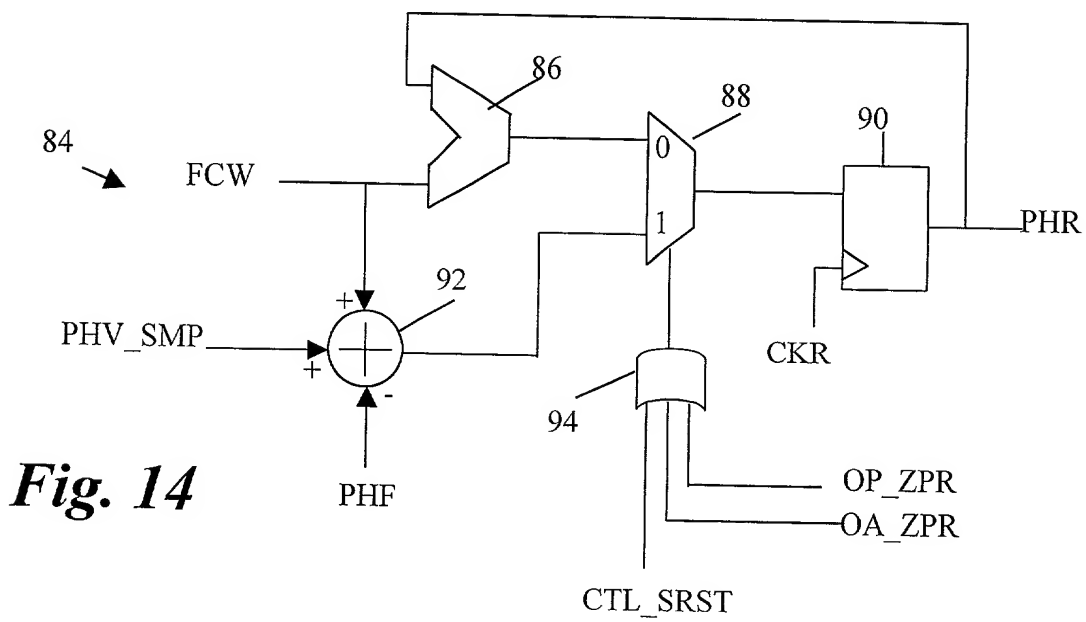 86
88
90
84
FCW
0
1
PHR
92
+
PHV_SMP
+
-
CKR
94
Fig. 14
PHF
OP_ZPR
OA_ZPR
CTL_SRST